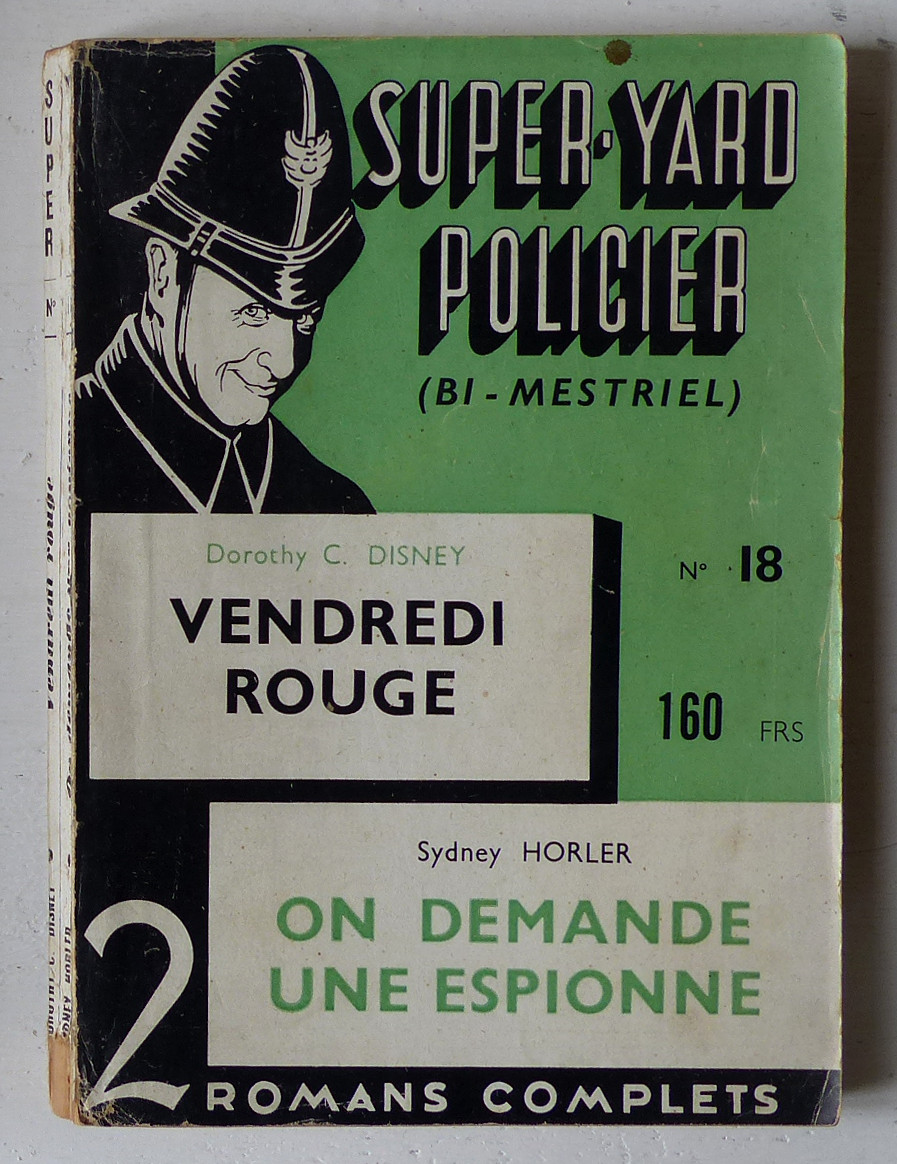 SUPER-YARD
POLICIER
(BI-MESTRIEL)
Dorothy C. DISNEY
VENDREDI
ROUGE
N° 18
160 FRS
Sydney HORLER
ON DEMANDE
UNE ESPIONNE
2 ROMANS COMPLETS
SUPER
N°